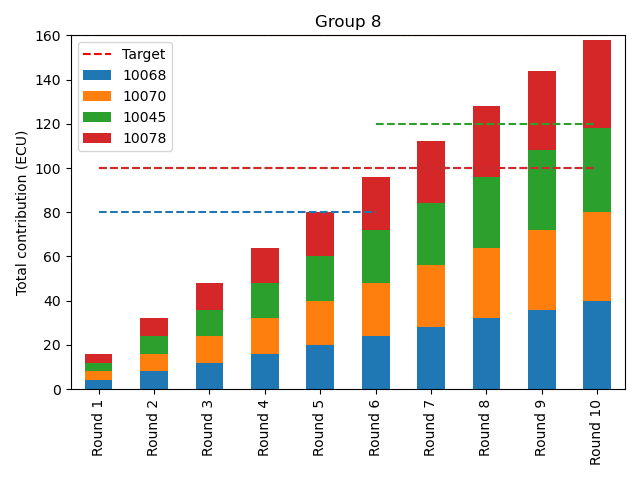 Group 8
Total contribution (ECU)
160
140
120
100
80
60
40
20
0
Target
10068
10070
10045
10078
Round 1
Round 2
Round 3
Round 4
Round 5
Round 6
Round 7
Round 8
Round 9
Round 10